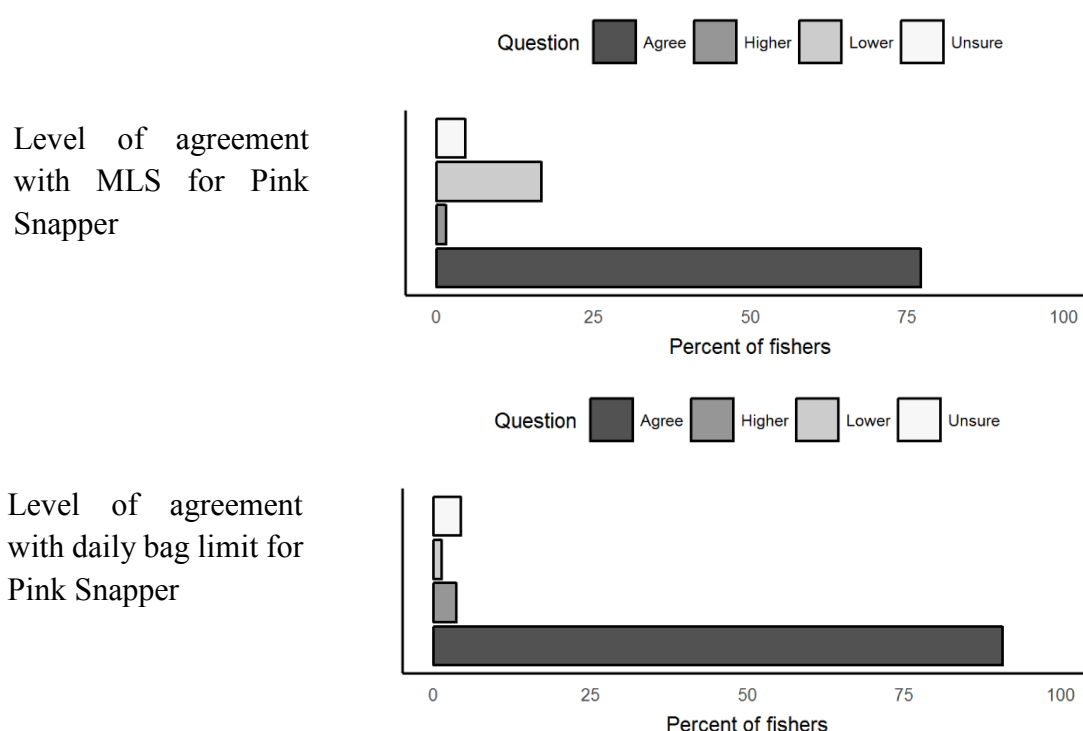 Question Agree Higher Lower Unsure
Level of agreement
with MLS for Pink
Snapper
0 25 50 75 100
Percent of fishers
Question Agree Higher Lower Unsure
Level of agreement
with daily bag limit for
Pink Snapper
0 25 50 75 100
Percent of fishers